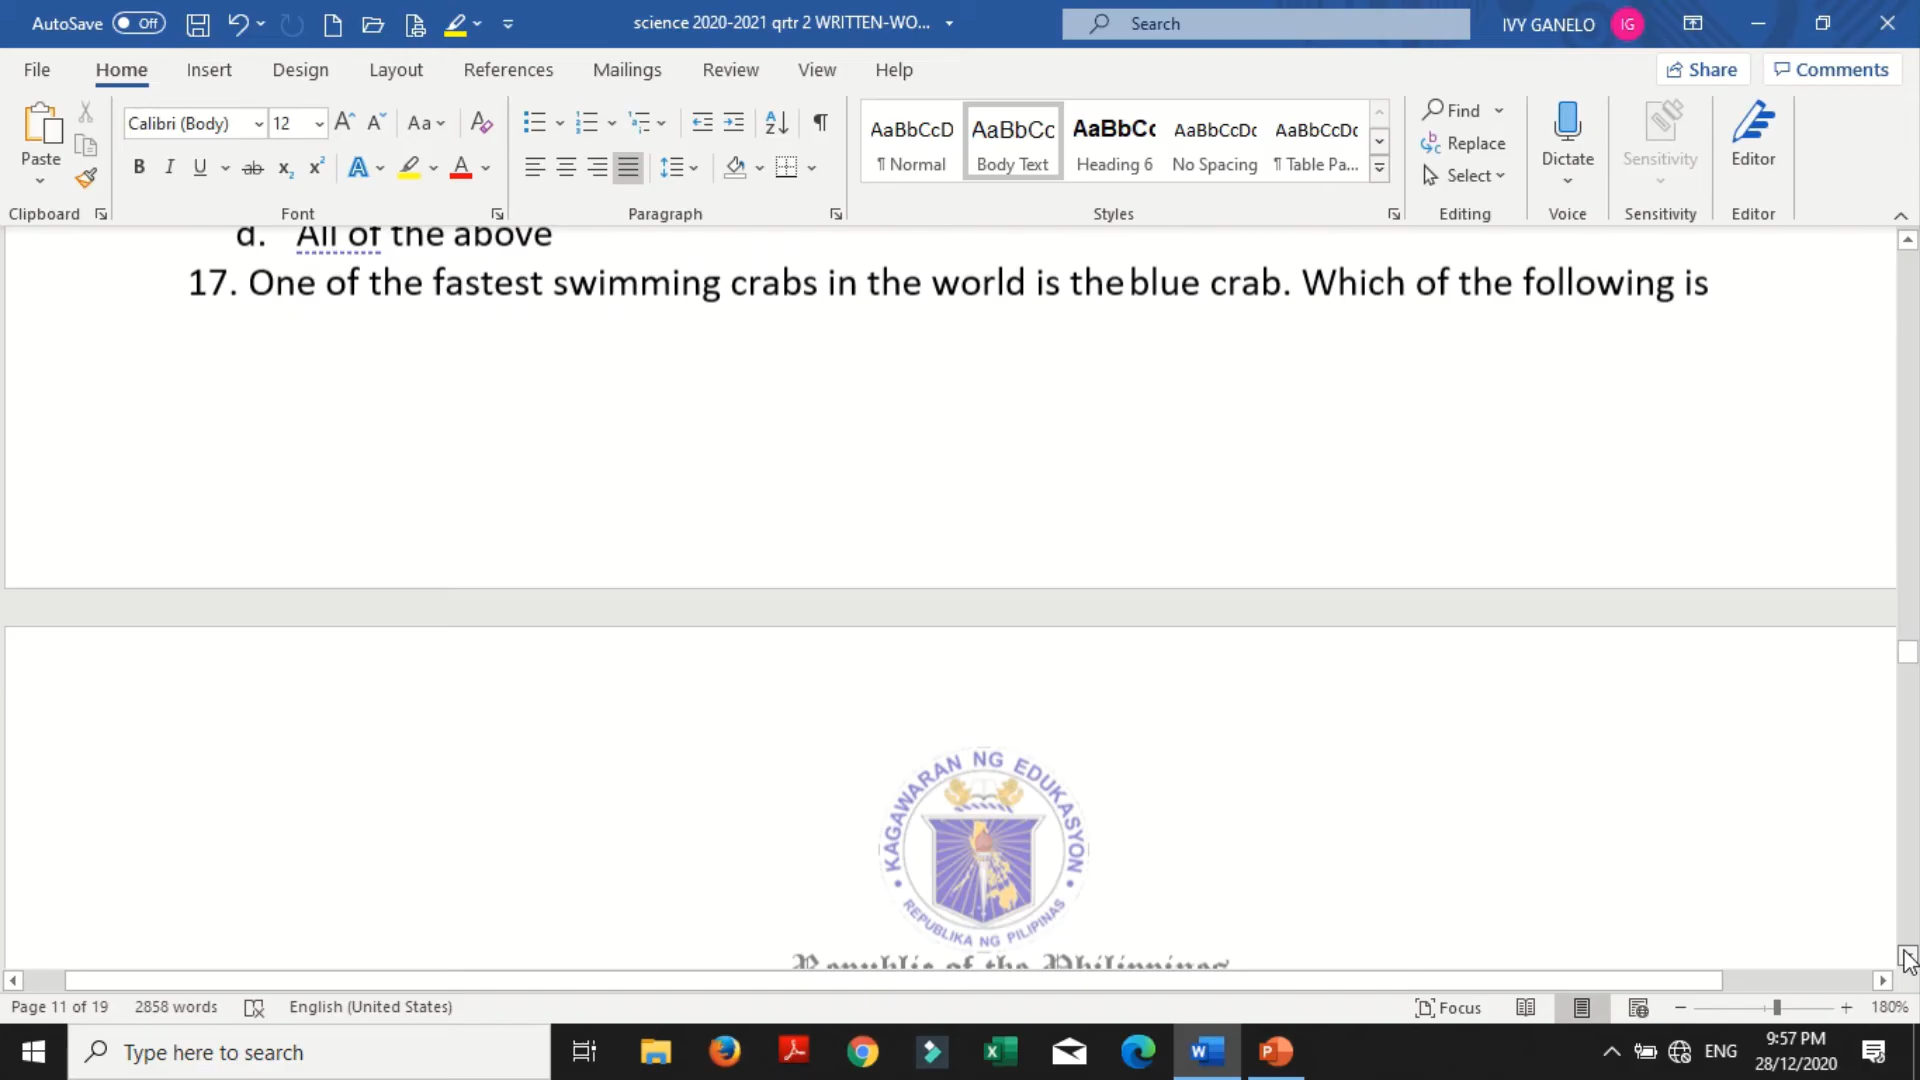 AutoSave Off science 2020-2021 qrtr 2 WRITTEN-WO... Search IVY GANELO IG
File Home Insert Design Layout References Mailings Review View Help Share Comments
Calibri (Body) 12 Aa AaBbCcD AaBbCc AaBbCc AaBbCcDc AaBbCcDc Find
Paste B I U ab x₂ x² A A ¶ Normal Body Text Heading 6 No Spacing ¶ Table Pa... Replace Select Dictate Sensitivity Editor
Clipboard Font Paragraph Styles Editing Voice Sensitivity Editor
d. All of the above
17. One of the fastest swimming crabs in the world is the blue crab. Which of the following is
KAGAWARAN NG EDUKASYON
REPUBLIKA NG PILIPINAS
Republic of the Philippines
Page 11 of 19 2858 words English (United States) Focus 180%
Type here to search ENG 9:57 PM
28/12/2020